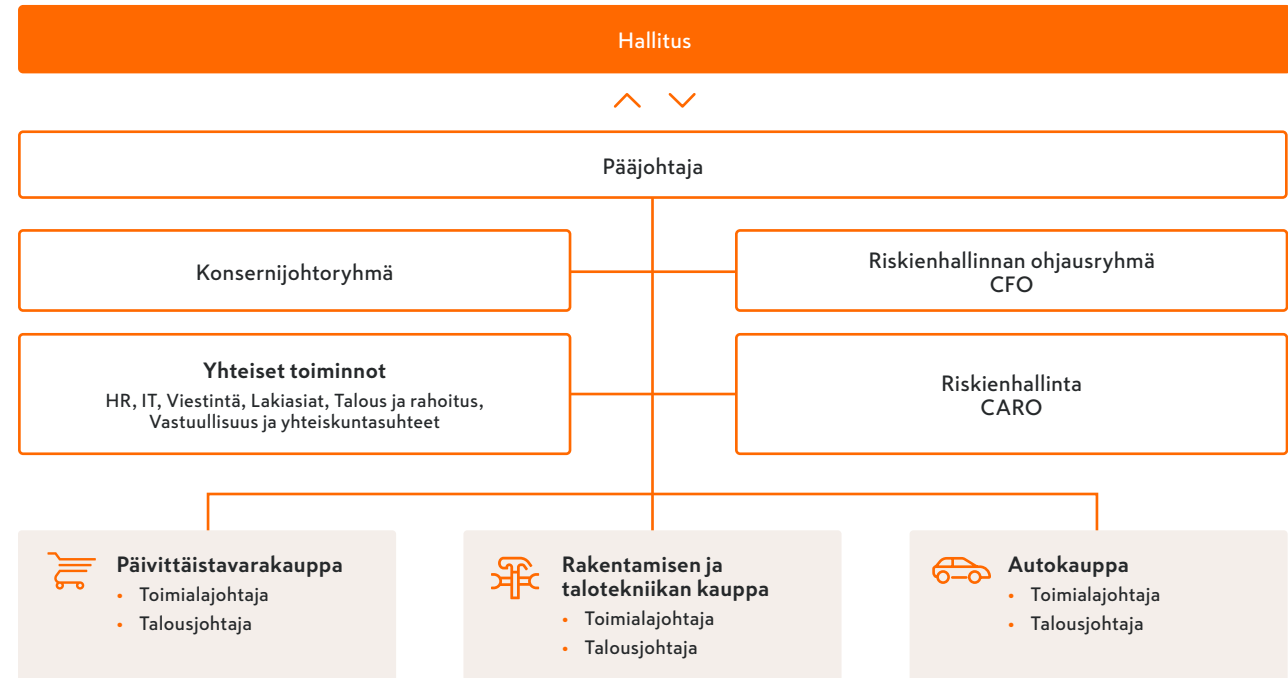 Hallitus
Pääjohtaja
Konsernijohtoryhmä
Riskienhallinnan ohjausryhmä
CFO
Yhteiset toiminnot
HR, IT, Viestintä, Lakiasiat, Talous ja rahoitus,
Vastuullisuus ja yhteiskuntasuhteet
Riskienhallinta
CARO
Päivittäistavarakauppa
• Toimialajohtaja
• Talousjohtaja
Rakentamisen ja
talotekniikan kauppa
• Toimialajohtaja
• Talousjohtaja
Autokauppa
• Toimialajohtaja
• Talousjohtaja